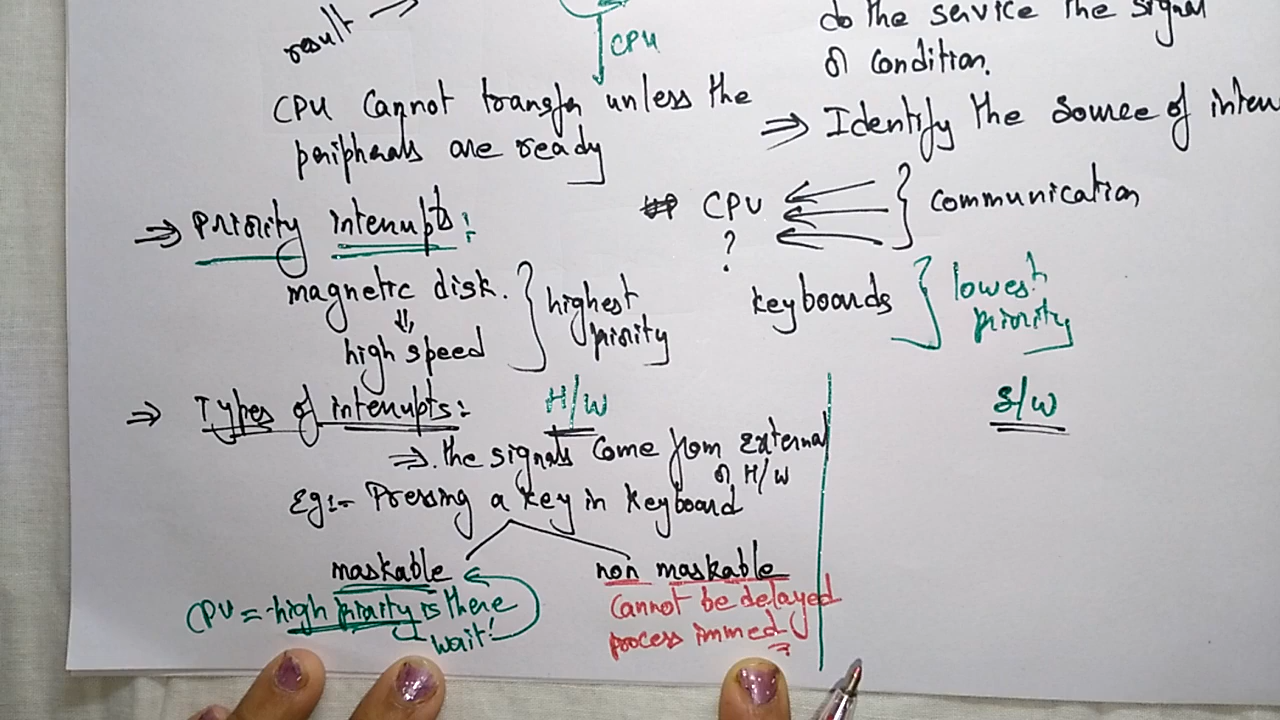 result →
CPU
CPU Cannot transfer unless the
peripherals are ready
do the service the signal
or condition.
⇒ Identify the source of
⇒ Priority interrupts:
CPU
?
} communication
magnetic disk.
⇓
high speed
} highest
priority
keyboards
} lowest
priority
⇒ Types of interrupts:
H/W
⇒ the signals come from external
or H/W
Eg:- Pressing a key in keyboard
maskable
CPU = high priority is there
wait!
non maskable
Cannot be delayed
process immed
S/W